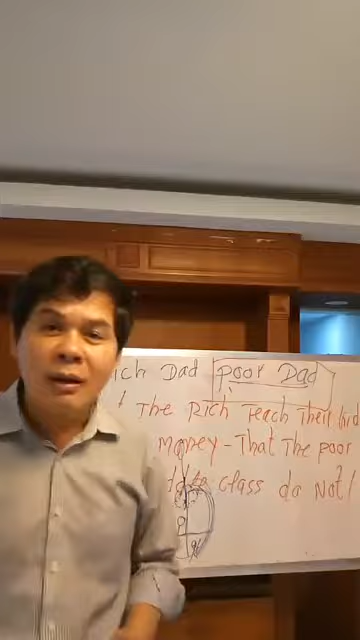 ich Dad poor Dad
The Rich Teach Their kid
money - That The poor
class do Not!